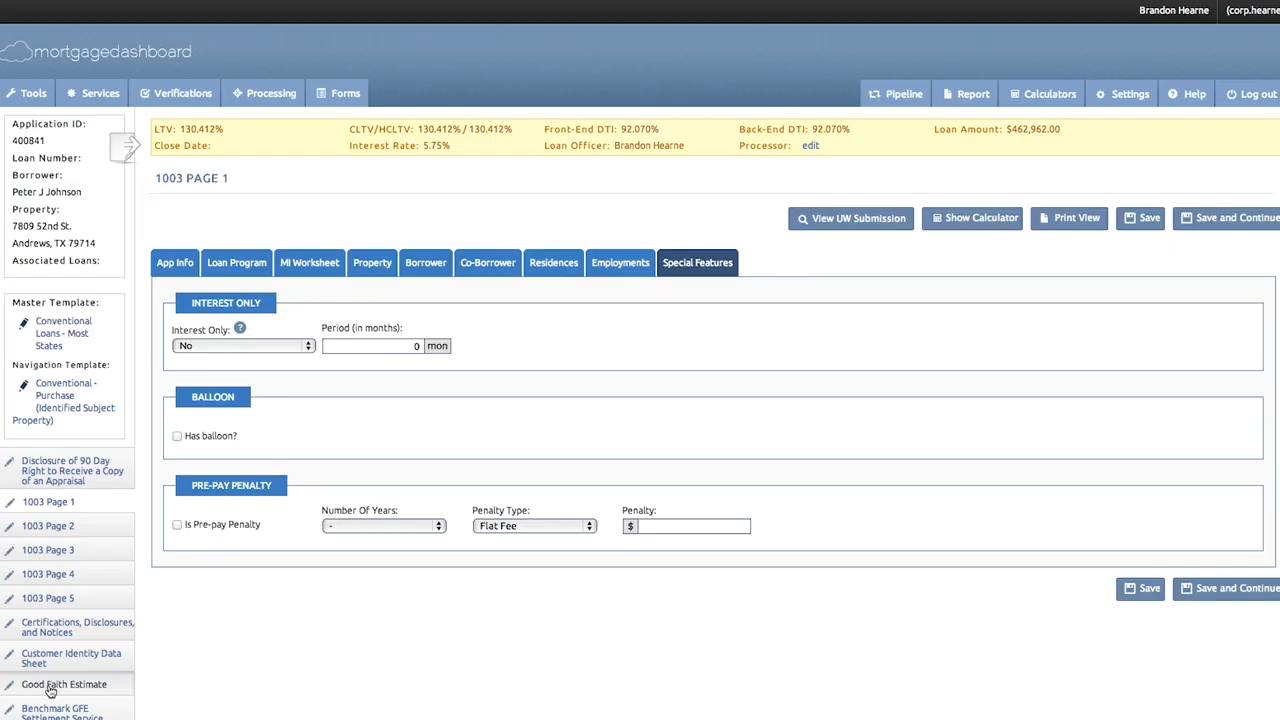 Brandon Hearne
(corp.hearne
mortgagedashboard
Tools
Services
Verifications
Processing
Forms
Pipeline
Report
Calculators
Settings
Help
Log out
Application ID:
400841
Loan Number:
Borrower:
Peter J Johnson
Property:
7809 52nd St.
Andrews, TX 79714
Associated Loans:
LTV: 130.412%
CLTV/HCLTV: 130.412% / 130.412%
Front-End DTI: 92.070%
Back-End DTI: 92.070%
Loan Amount: $462,962.00
Close Date:
Interest Rate: 5.75%
Loan Officer: Brandon Hearne
Processor: edit
1003 PAGE 1
View UW Submission
Show Calculator
Print View
Save
Save and Continue
App Info
Loan Program
MI Worksheet
Property
Borrower
Co-Borrower
Residences
Employments
Special Features
INTEREST ONLY
Interest Only: ?
Period (in months):
No
0 mon
BALLOON
Has balloon?
PRE-PAY PENALTY
Is Pre-pay Penalty
Number Of Years:
-
Penalty Type:
Flat Fee
Penalty:
$
Save
Save and Continue
Master Template:
Conventional
Loans - Most
States
Navigation Template:
Conventional -
Purchase
(Identified Subject
Property)
Disclosure of 90 Day
Right to Receive a Copy
of an Appraisal
1003 Page 1
1003 Page 2
1003 Page 3
1003 Page 4
1003 Page 5
Certifications, Disclosures,
and Notices
Customer Identity Data
Sheet
Good Faith Estimate
Benchmark GFE
Settlement Service